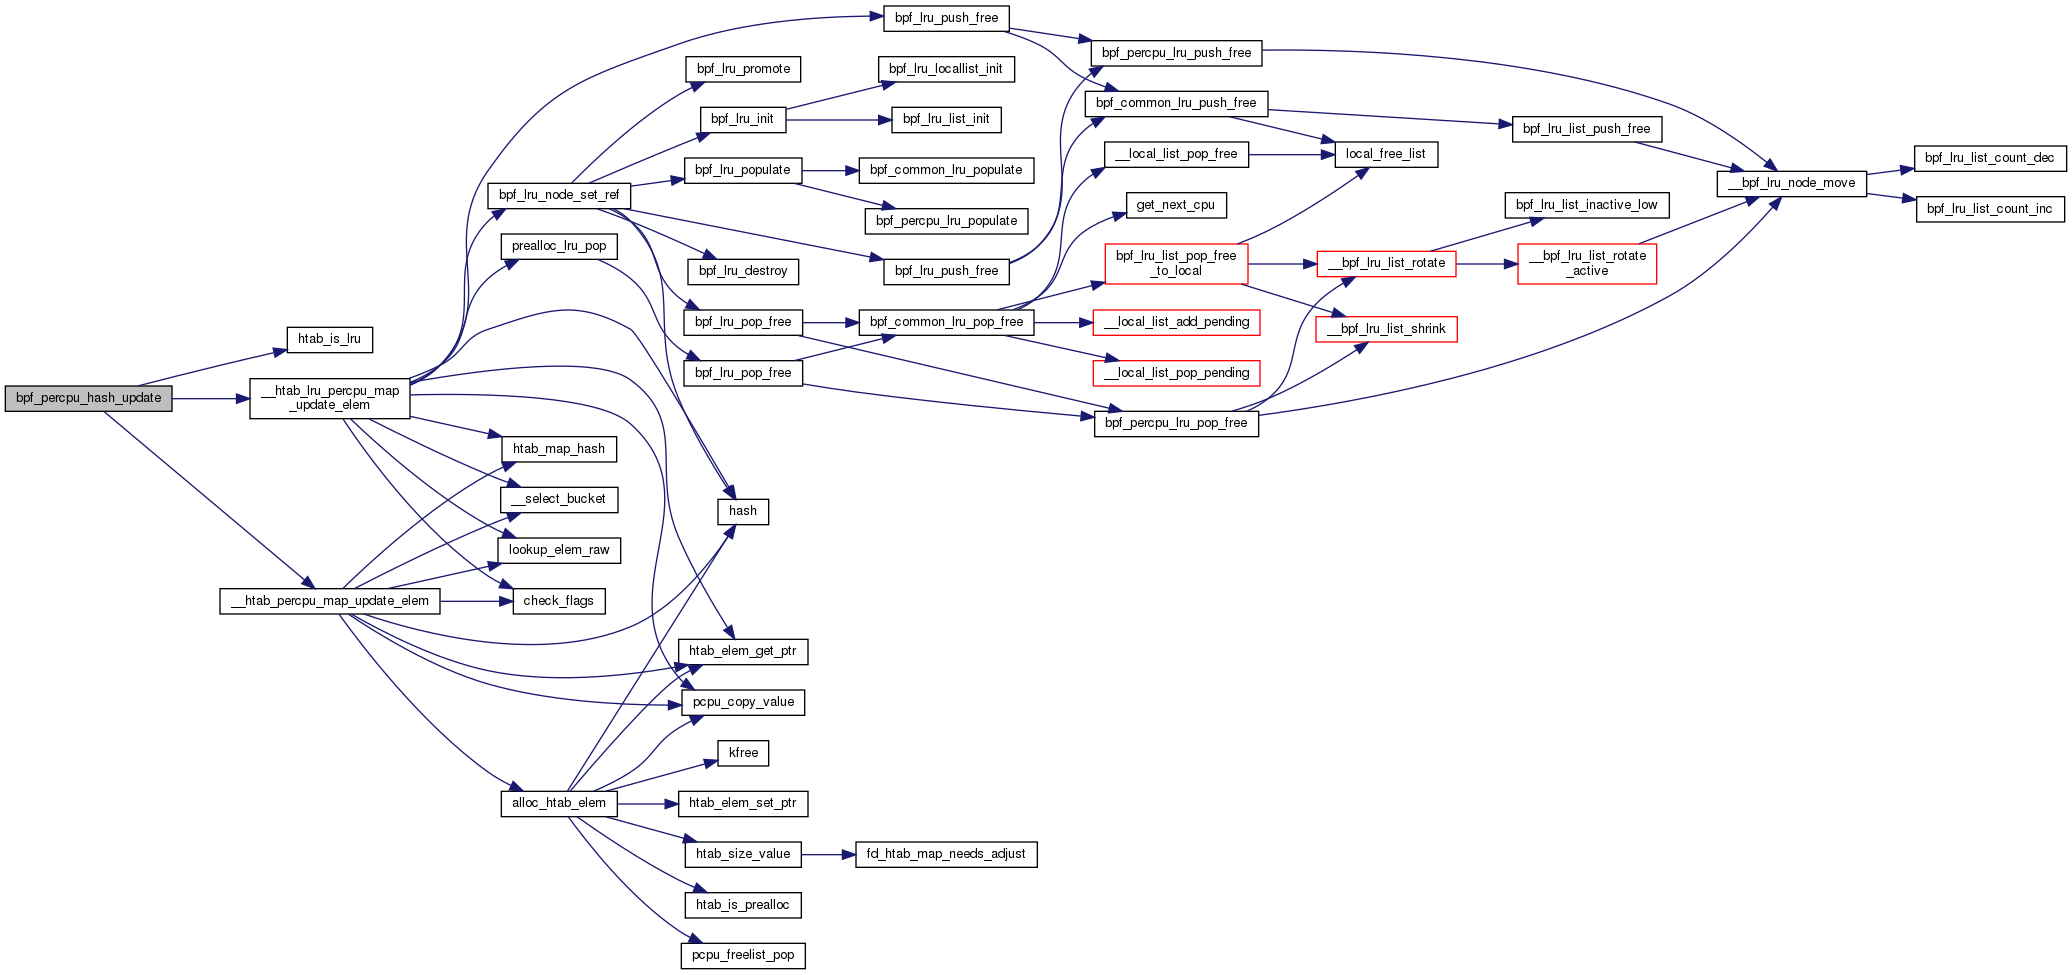 bpf_percpu_hash_update
htab_is_lru
__htab_lru_percpu_map
_update_elem
__htab_percpu_map_update_elem
bpf_lru_node_set_ref
prealloc_lru_pop
htab_map_hash
__select_bucket
lookup_elem_raw
check_flags
alloc_htab_elem
bpf_lru_promote
bpf_lru_init
bpf_lru_populate
bpf_lru_destroy
bpf_lru_pop_free
bpf_lru_pop_free
hash
htab_elem_get_ptr
pcpu_copy_value
kfree
htab_elem_set_ptr
htab_size_value
htab_is_prealloc
pcpu_freelist_pop
bpf_lru_push_free
bpf_lru_locallist_init
bpf_lru_list_init
bpf_common_lru_populate
bpf_percpu_lru_populate
bpf_lru_push_free
bpf_common_lru_pop_free
fd_htab_map_needs_adjust
bpf_percpu_lru_push_free
bpf_common_lru_push_free
__local_list_pop_free
get_next_cpu
bpf_lru_list_pop_free
_to_local
__local_list_add_pending
__local_list_pop_pending
bpf_percpu_lru_pop_free
local_free_list
__bpf_lru_list_rotate
__bpf_lru_list_shrink
bpf_lru_list_push_free
bpf_lru_list_inactive_low
__bpf_lru_list_rotate
_active
__bpf_lru_node_move
bpf_lru_list_count_dec
bpf_lru_list_count_inc